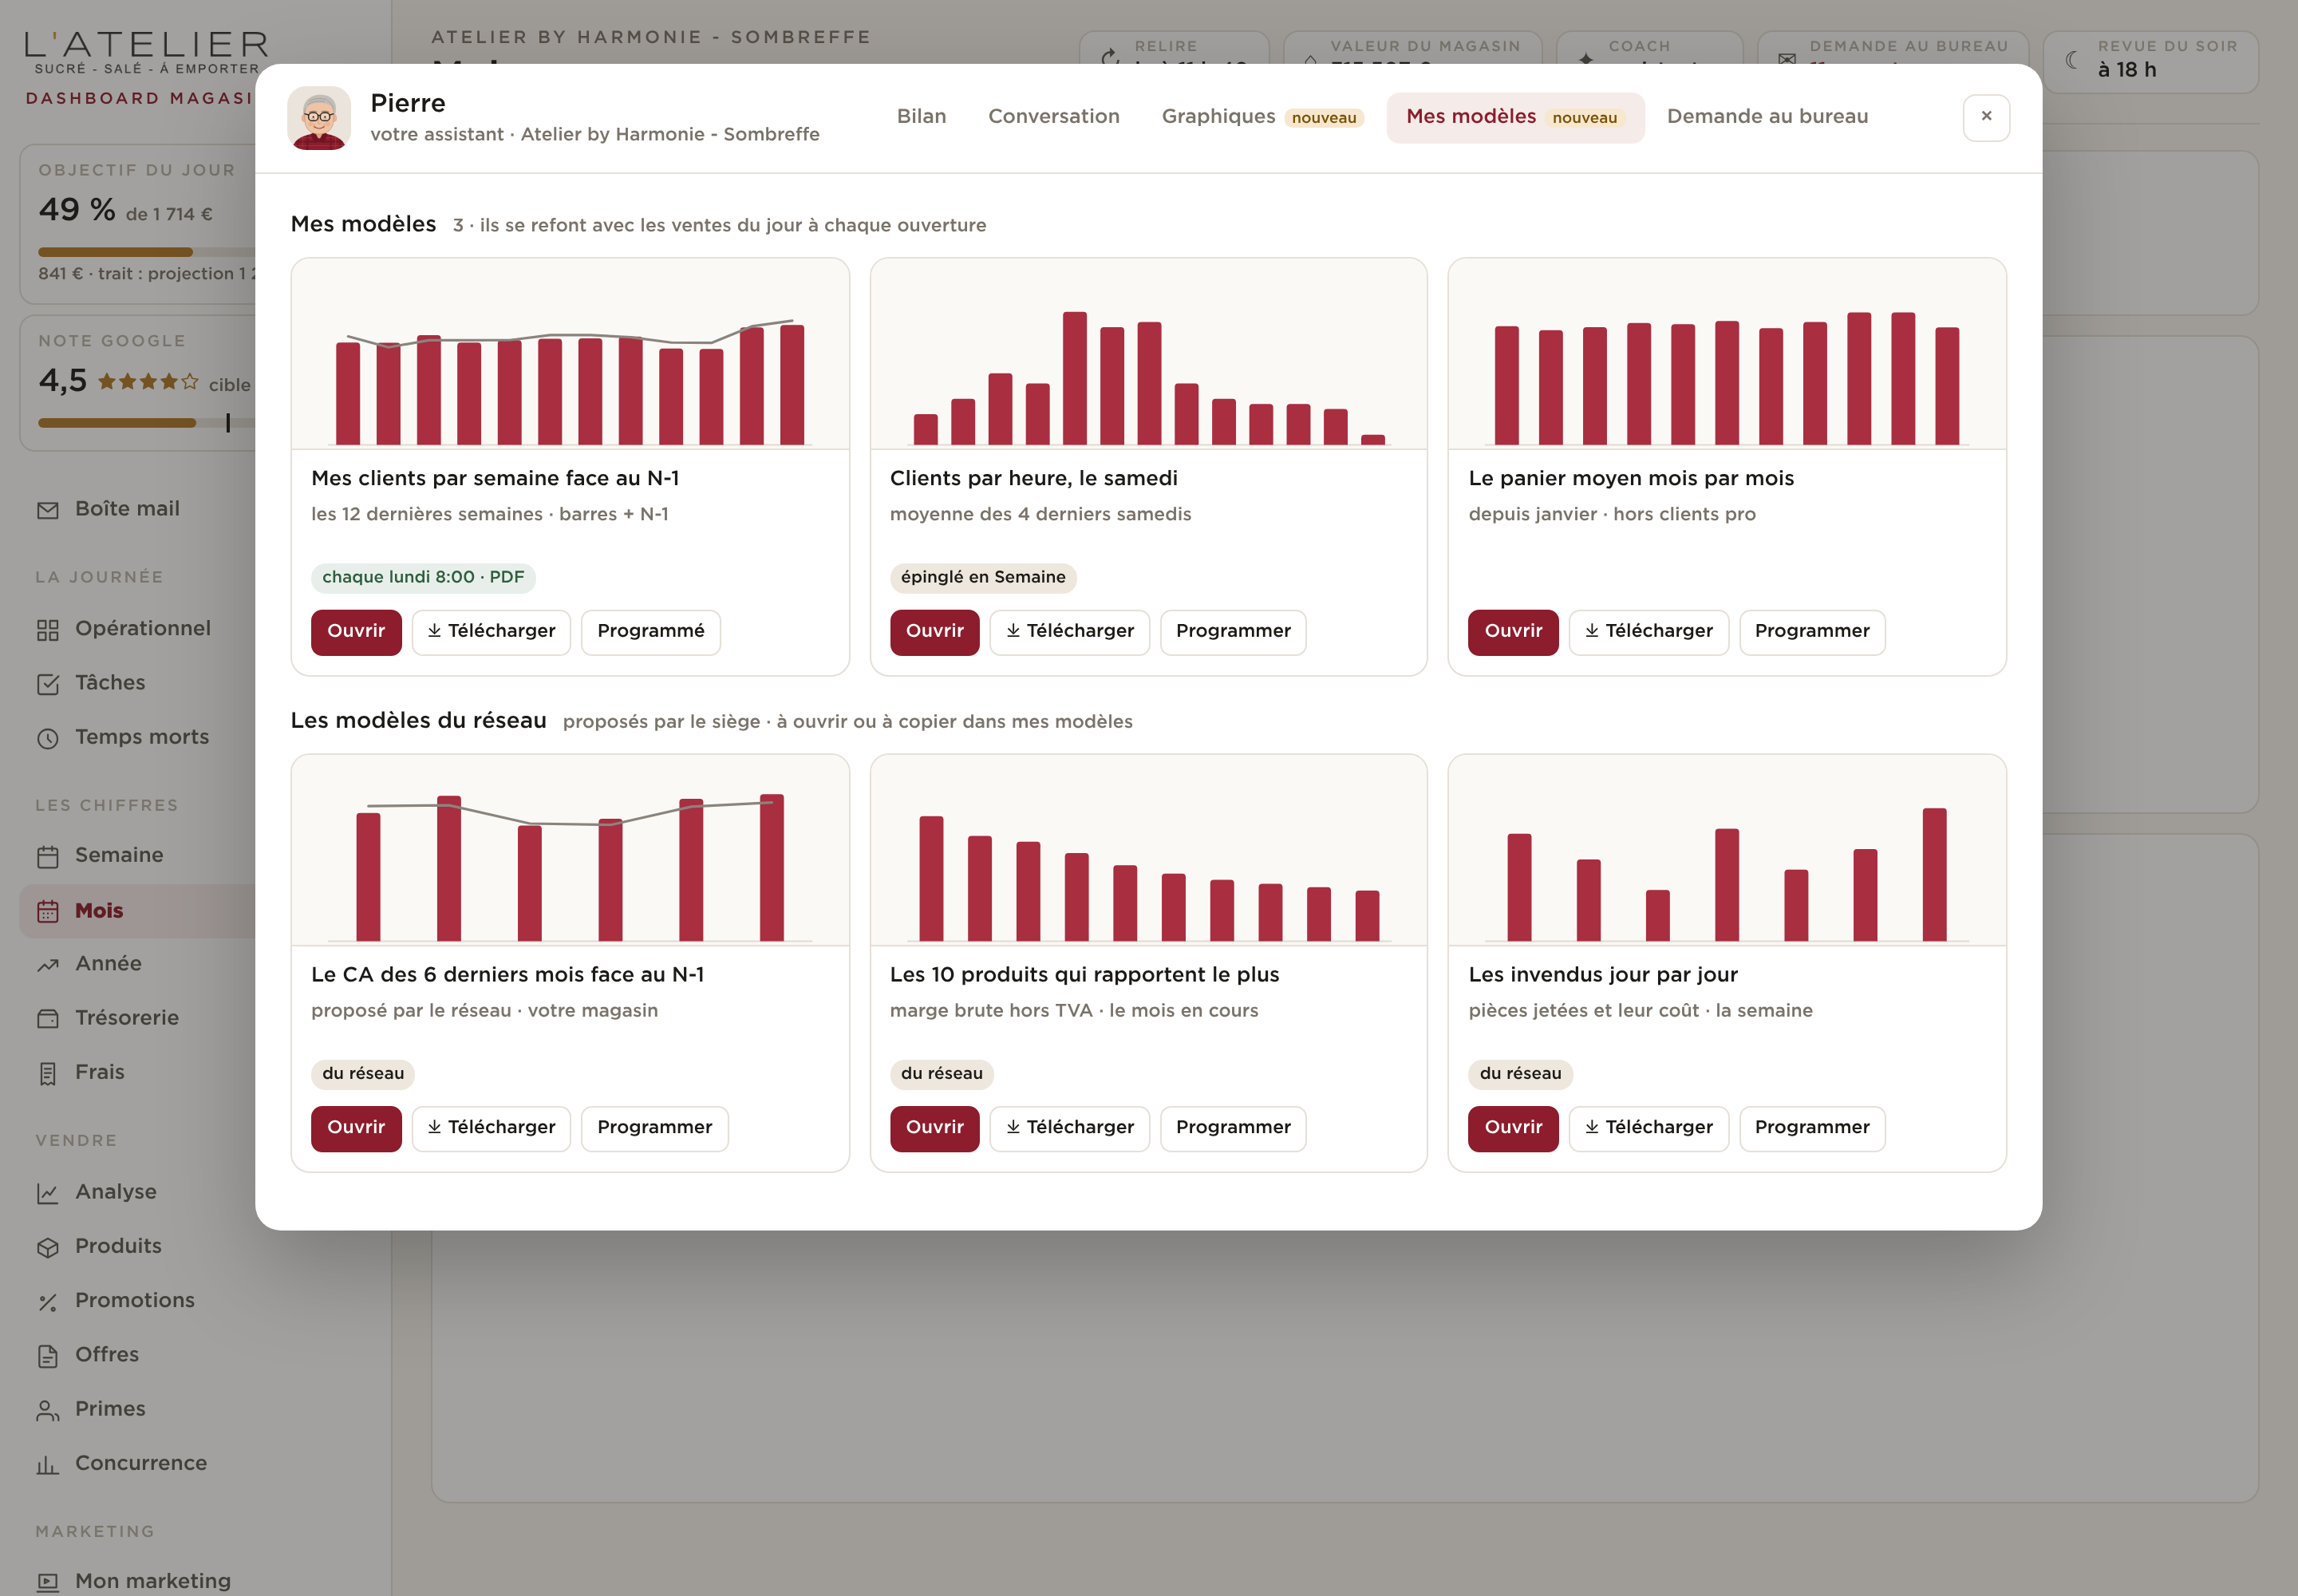 L'ATELIER
SUCRÉ - SALÉ - Á EMPORTER
DASHBOARD
ATELIER BY HARMONIE - SOMBREFFE
RELIRE
VALEUR DU MAGASIN
COACH
DEMANDE AU BUREAU
REVUE DU SOIR
à 18 h
OBJECTIF DU JOUR
49 % de 1 714 €
841 € · trait : projection
NOTE GOOGLE
4,5 cible
Boîte mail
LA JOURNÉE
Opérationnel
Tâches
Temps morts
LES CHIFFRES
Semaine
Mois
Année
Trésorerie
Frais
VENDRE
Analyse
Produits
Promotions
Offres
Primes
Concurrence
MARKETING
Mon marketing
Pierre
votre assistant · Atelier by Harmonie - Sombreffe
Bilan
Conversation
Graphiques nouveau
Mes modèles nouveau
Demande au bureau
×
Mes modèles 3 · ils se refont avec les ventes du jour à chaque ouverture
Mes clients par semaine face au N-1
les 12 dernières semaines · barres + N-1
chaque lundi 8:00 · PDF
Ouvrir Télécharger Programmé
Clients par heure, le samedi
moyenne des 4 derniers samedis
épinglé en Semaine
Ouvrir Télécharger Programmer
Le panier moyen mois par mois
depuis janvier · hors clients pro
Ouvrir Télécharger Programmer
Les modèles du réseau proposés par le siège · à ouvrir ou à copier dans mes modèles
Le CA des 6 derniers mois face au N-1
proposé par le réseau · votre magasin
du réseau
Ouvrir Télécharger Programmer
Les 10 produits qui rapportent le plus
marge brute hors TVA · le mois en cours
du réseau
Ouvrir Télécharger Programmer
Les invendus jour par jour
pièces jetées et leur coût · la semaine
du réseau
Ouvrir Télécharger Programmer